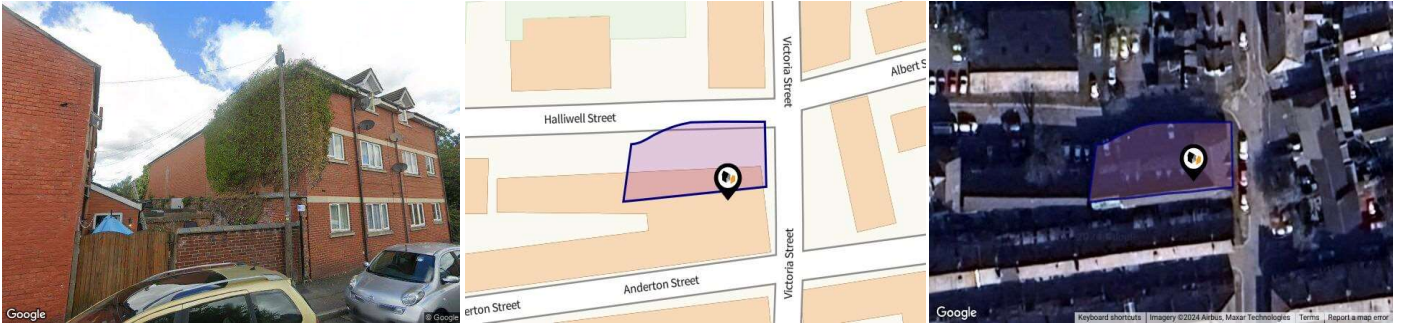 Google
© Google
Victoria Street
Albert S
Halliwell Street
Victoria Street
Anderton Street
erton Street
Google
Keyboard shortcuts
Imagery ©2024 Airbus, Maxar Technologies
Terms
Report a map error